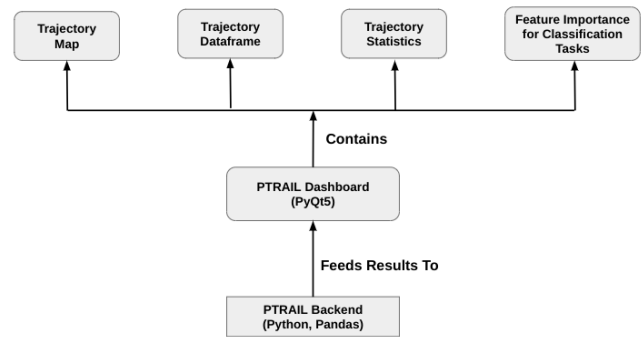 Trajectory
Map
Trajectory
Dataframe
Trajectory
Statistics
Feature Importance
for Classification
Tasks
Contains
PTRAIL Dashboard
(PyQt5)
Feeds Results To
PTRAIL Backend
(Python, Pandas)